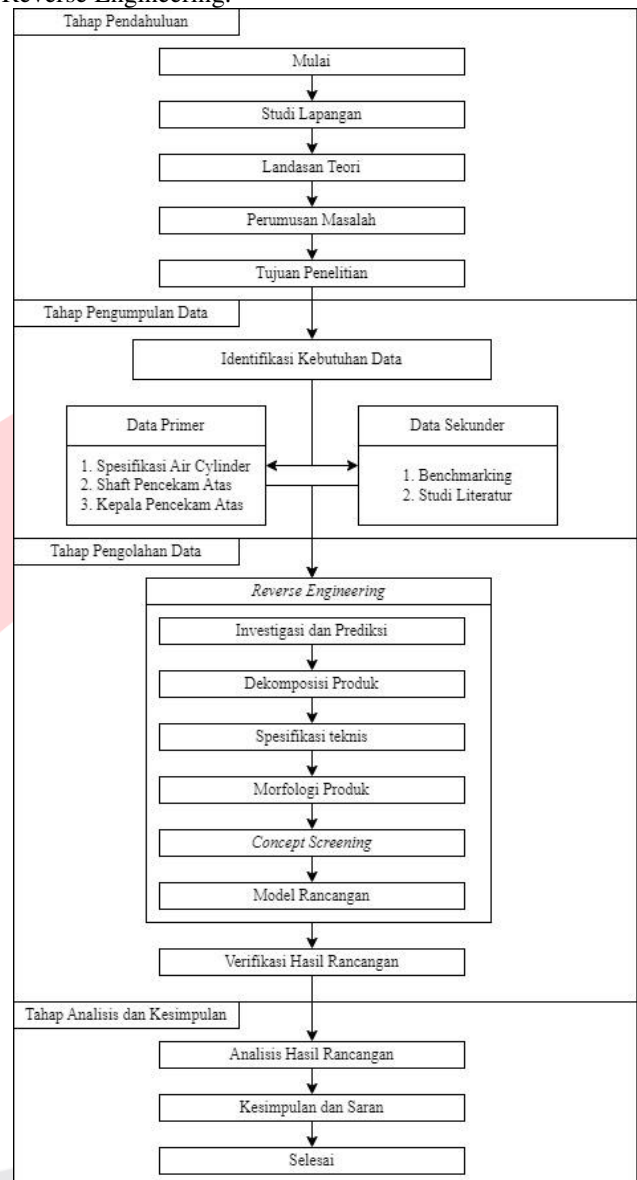 Reverse Engineering.
Tahap Pendahuluan
Mulai
Studi Lapangan
Landasan Teori
Perumusan Masalah
Tujuan Penelitian
Tahap Pengumpulan Data
Identifikasi Kebutuhan Data
Data Primer
1. Spesifikasi Air Cylinder
2. Shaft Pencekam Atas
3. Kepala Pencekam Atas
Data Sekunder
1. Benchmarking
2. Studi Literatur
Tahap Pengolahan Data
Reverse Engineering
Investigasi dan Prediksi
Dekomposisi Produk
Spesifikasi teknis
Morfologi Produk
Concept Screening
Model Rancangan
Verifikasi Hasil Rancangan
Tahap Analisis dan Kesimpulan
Analisis Hasil Rancangan
Kesimpulan dan Saran
Selesai